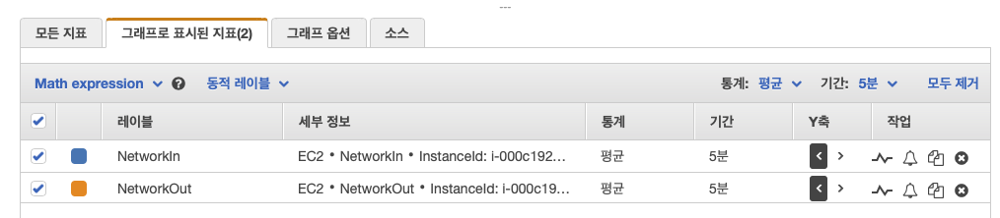 모든 지표 그래프로 표시된 지표(2) 그래프 옵션 소스
Math expression ? 동적 레이블 통계: 평균 기간: 5분 모두 제거
레이블 세부 정보 통계 기간 Y축 작업
NetworkIn EC2 • NetworkIn • InstanceId: i-000c192... 평균 5분 < >
NetworkOut EC2 • NetworkOut • InstanceId: i-000c19... 평균 5분 < >